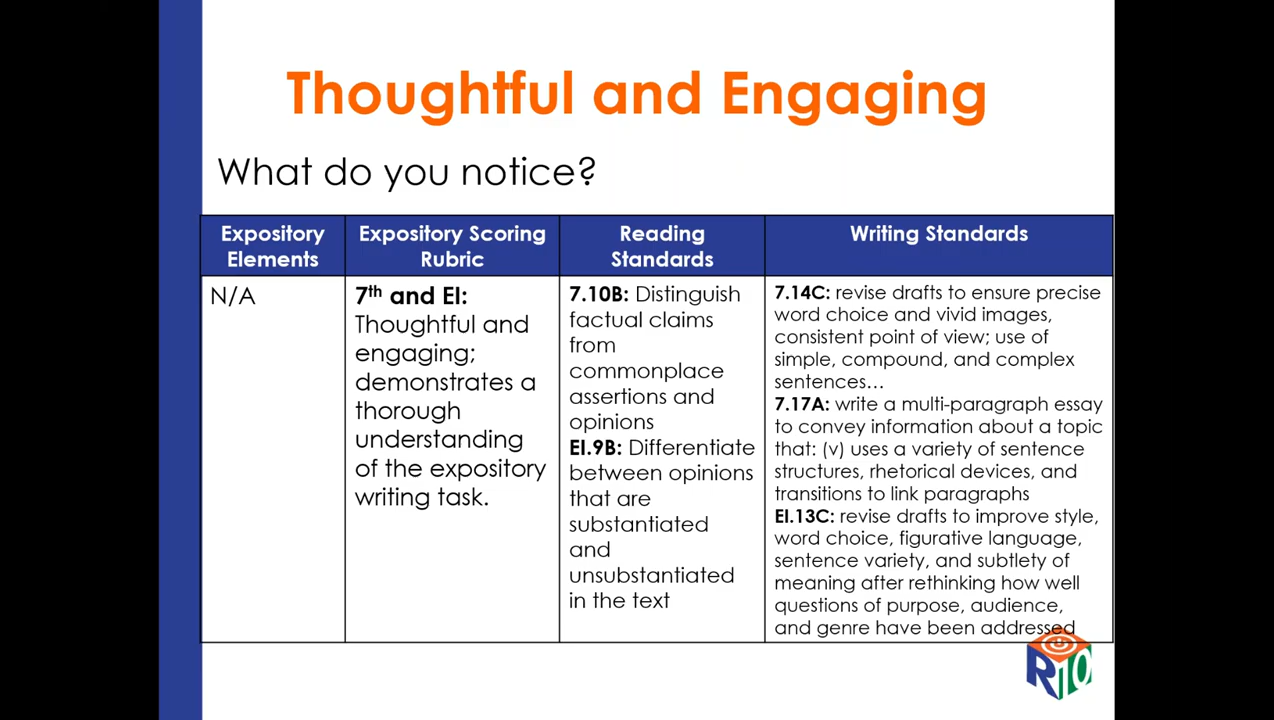 Thoughtful and Engaging
What do you notice?
Expository
Elements
Expository Scoring
Rubric
Reading
Standards
Writing Standards
N/A
7th and EI:
Thoughtful and
engaging;
demonstrates a
thorough
understanding
of the expository
writing task.
7.10B: Distinguish
factual claims
from
commonplace
assertions and
opinions
EI.9B: Differentiate
between opinions
that are
substantiated
and
unsubstantiated
in the text
7.14C: revise drafts to ensure precise
word choice and vivid images,
consistent point of view; use of
simple, compound, and complex
sentences…
7.17A: write a multi-paragraph essay
to convey information about a topic
that: (v) uses a variety of sentence
structures, rhetorical devices, and
transitions to link paragraphs
EI.13C: revise drafts to improve style,
word choice, figurative language,
sentence variety, and subtlety of
meaning after rethinking how well
questions of purpose, audience,
and genre have been addressed
R10